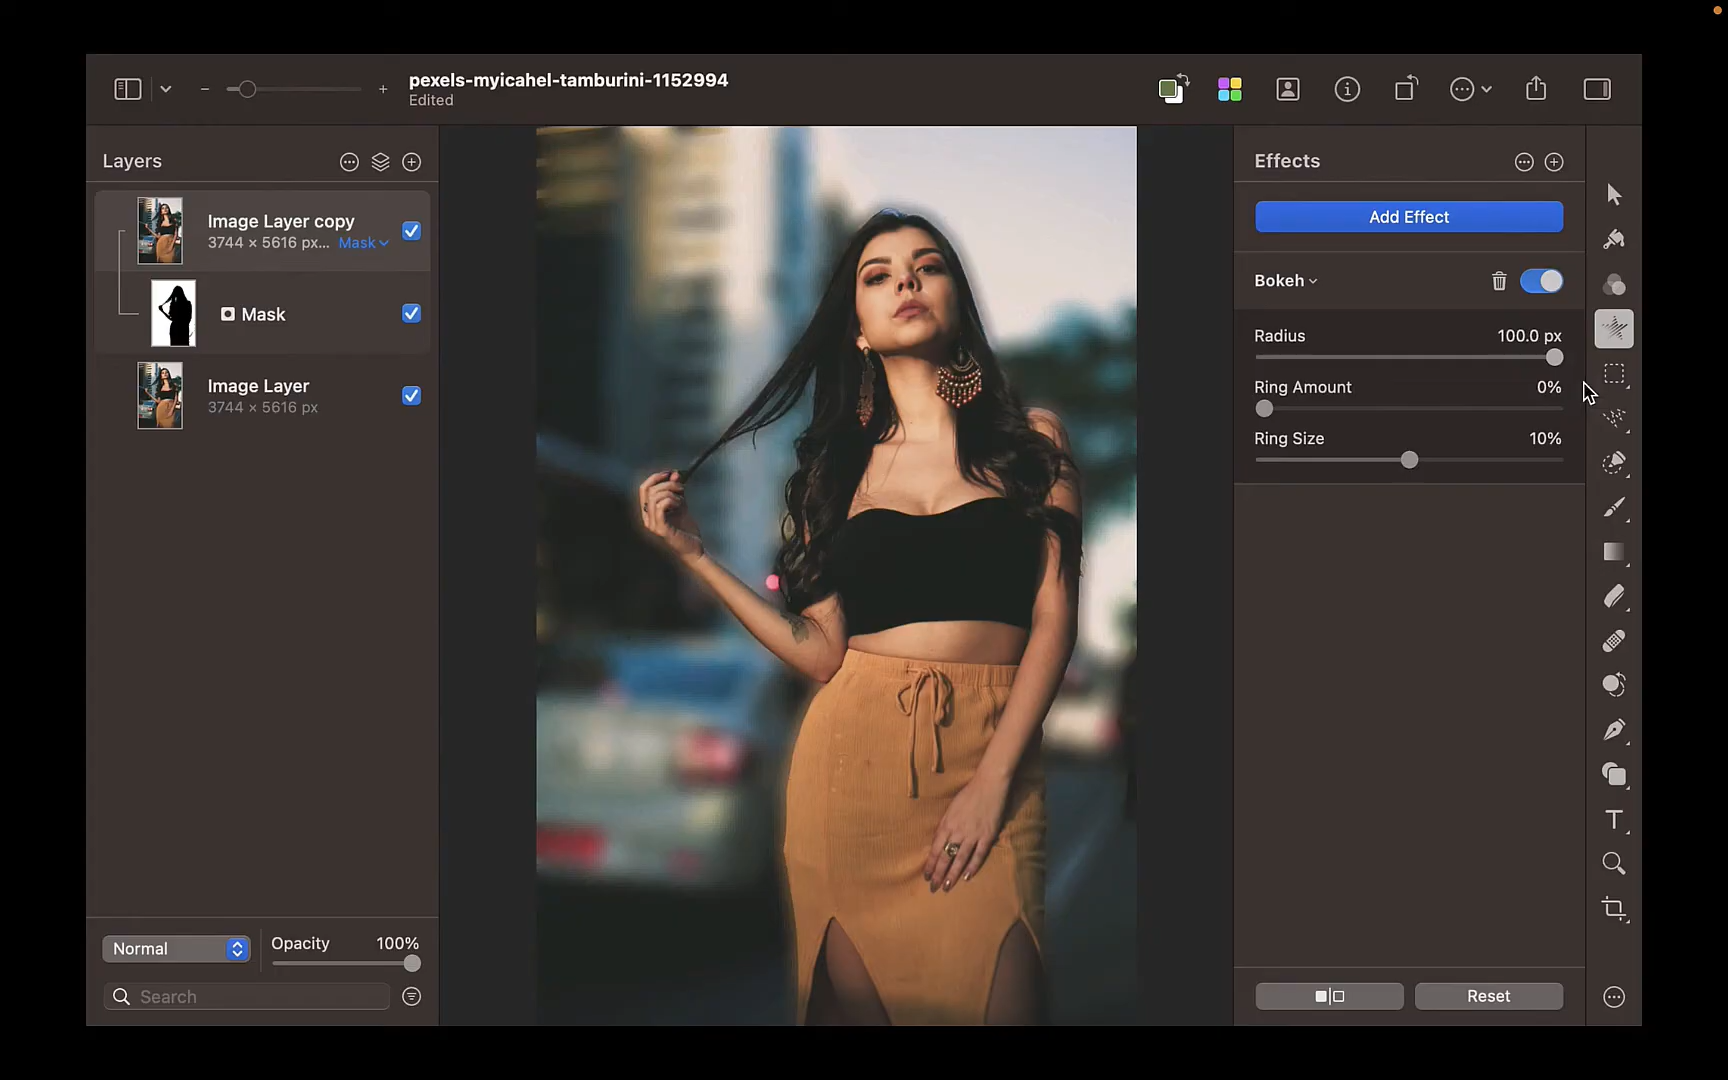 pexels-myicahel-tamburini-1152994
Edited
Layers
Image Layer copy
3744 × 5616 px... Mask
Mask
Image Layer
3744 × 5616 px
Normal
Opacity 100%
Search
Effects
Add Effect
Bokeh
Radius 100.0 px
Ring Amount 0%
Ring Size 10%
Reset